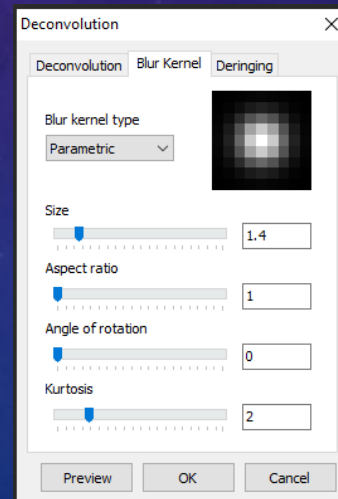 Deconvolution
Deconvolution Blur Kernel Deringing
Blur kernel type
Parametric
Size
1.4
Aspect ratio
1
Angle of rotation
0
Kurtosis
2
Preview OK Cancel